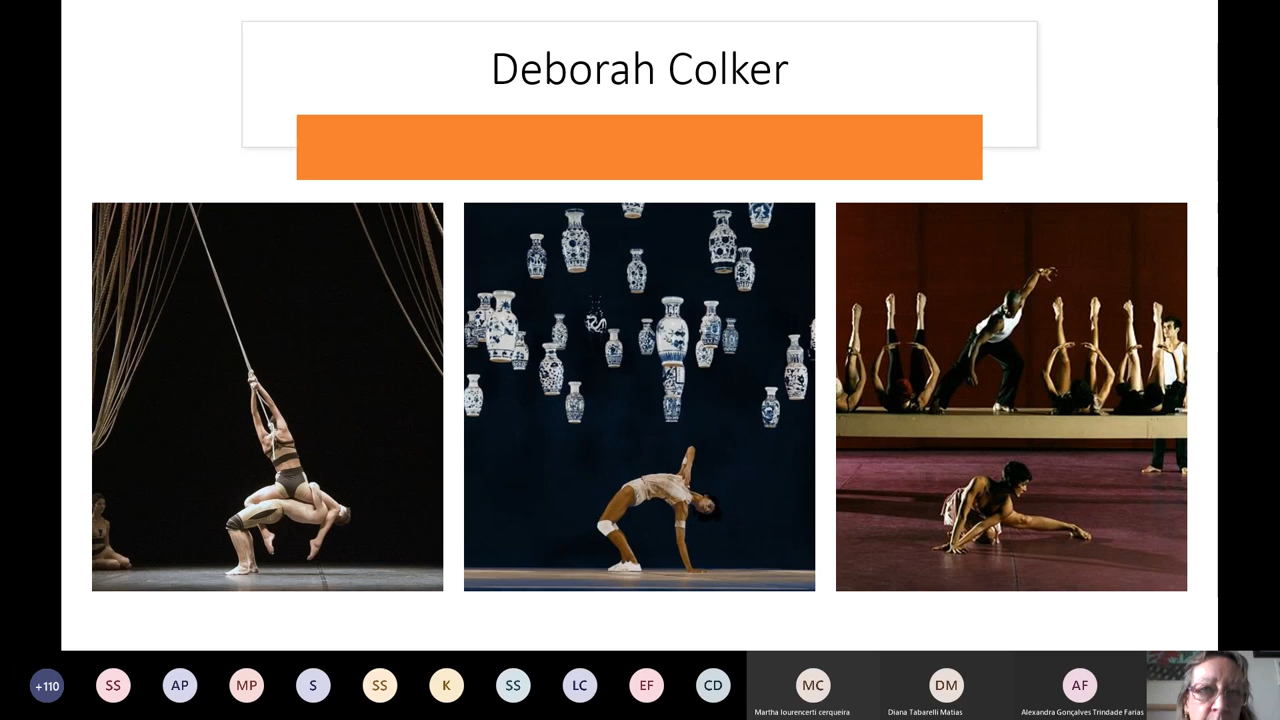 Deborah Colker
+110
SS
AP
MP
S
SS
K
SS
LC
EF
CD
MC
DM
AF
Martha lourencerti cerqueira
Diana Tabarelli Matias
Alexandra Gonçalves Trindade Farias